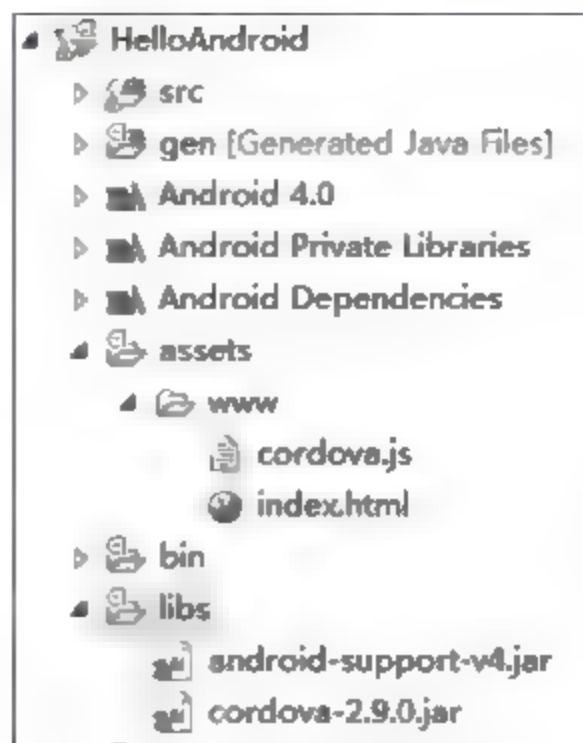 HelloAndroid
src
gen [Generated Java Files]
Android 4.0
Android Private Libraries
Android Dependencies
assets
www
cordova.js
index.html
bin
libs
android-support-v4.jar
cordova-2.9.0.jar